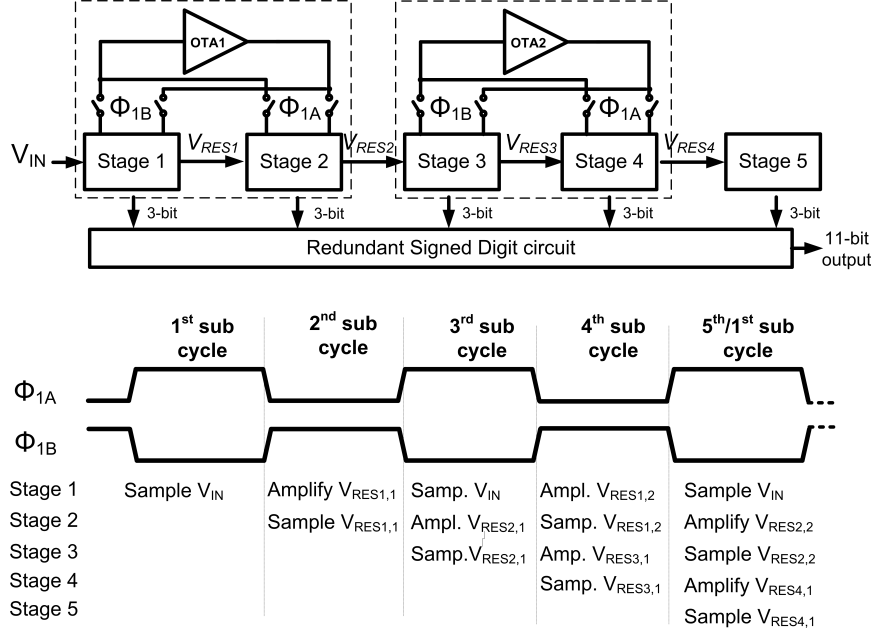 OTA1
OTA2
Φ1B
Φ1A
Φ1B
Φ1A
VIN
Stage 1
VRES1
Stage 2
VRES2
Stage 3
VRES3
Stage 4
VRES4
Stage 5
3-bit
3-bit
3-bit
3-bit
3-bit
Redundant Signed Digit circuit
11-bit
output
1st sub
cycle
2nd sub
cycle
3rd sub
cycle
4th sub
cycle
5th/1st sub
cycle
Φ1A
Φ1B
Stage 1 Sample VIN Amplify VRES1,1 Samp. VIN Ampl. VRES1,2 Sample VIN
Stage 2 Sample VRES1,1 Ampl. VRES2,1 Samp. VRES1,2 Amplify VRES2,2
Stage 3 Samp.VRES2,1 Amp. VRES3,1 Sample VRES2,2
Stage 4 Samp. VRES3,1 Amplify VRES4,1
Stage 5 Sample VRES4,1